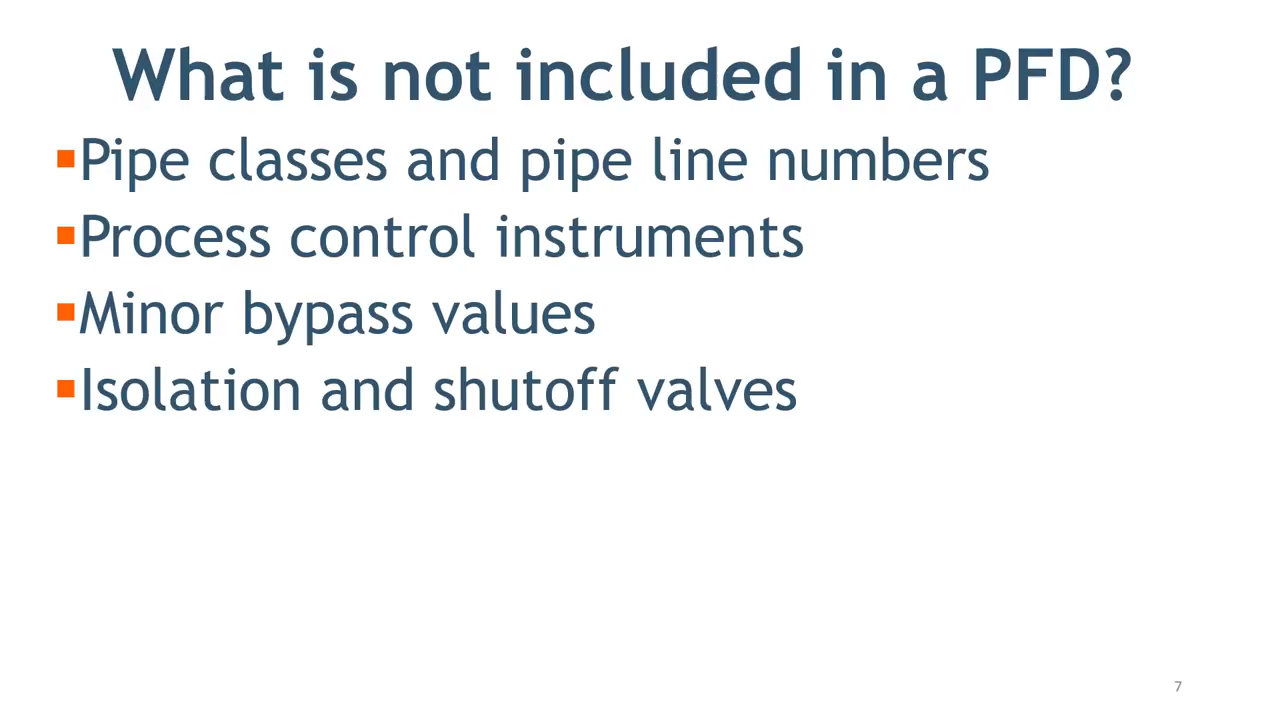 What is not included in a PFD?
▪Pipe classes and pipe line numbers
▪Process control instruments
▪Minor bypass values
▪Isolation and shutoff valves
7